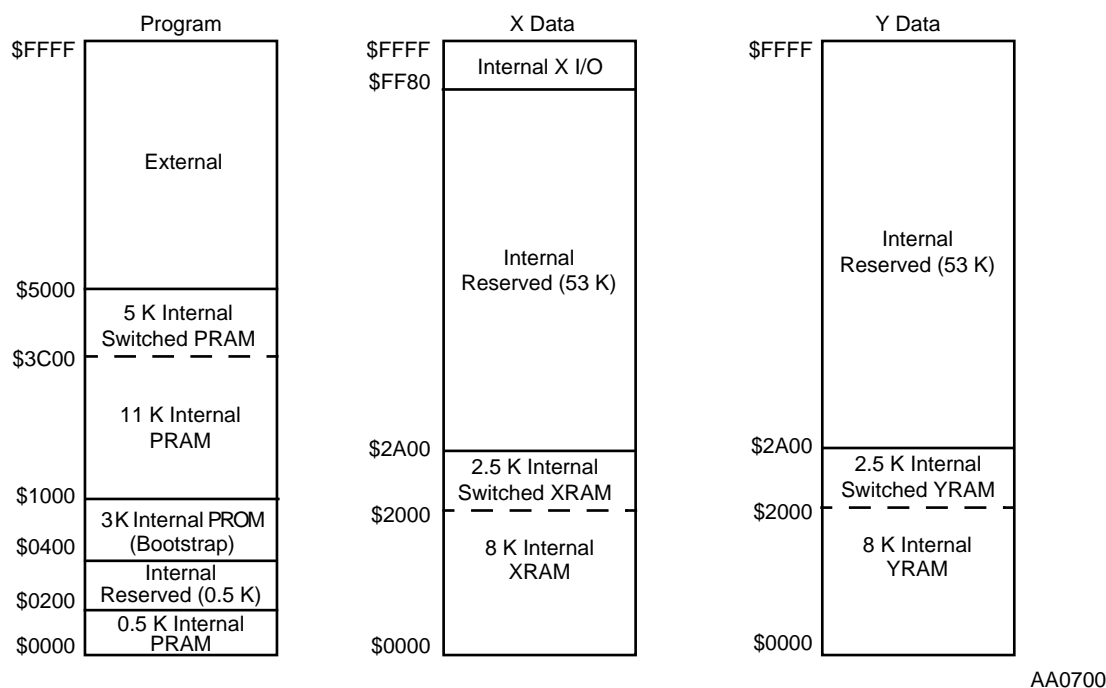 Program
$FFFF
External
$5000
5 K Internal
Switched PRAM
$3C00
11 K Internal
PRAM
$1000
3K Internal PROM
(Bootstrap)
$0400
Internal
Reserved (0.5 K)
$0200
0.5 K Internal
PRAM
$0000
X Data
$FFFF
Internal X I/O
$FF80
Internal
Reserved (53 K)
$2A00
2.5 K Internal
Switched XRAM
$2000
8 K Internal
XRAM
$0000
Y Data
$FFFF
Internal
Reserved (53 K)
$2A00
2.5 K Internal
Switched YRAM
$2000
8 K Internal
YRAM
$0000
AA0700